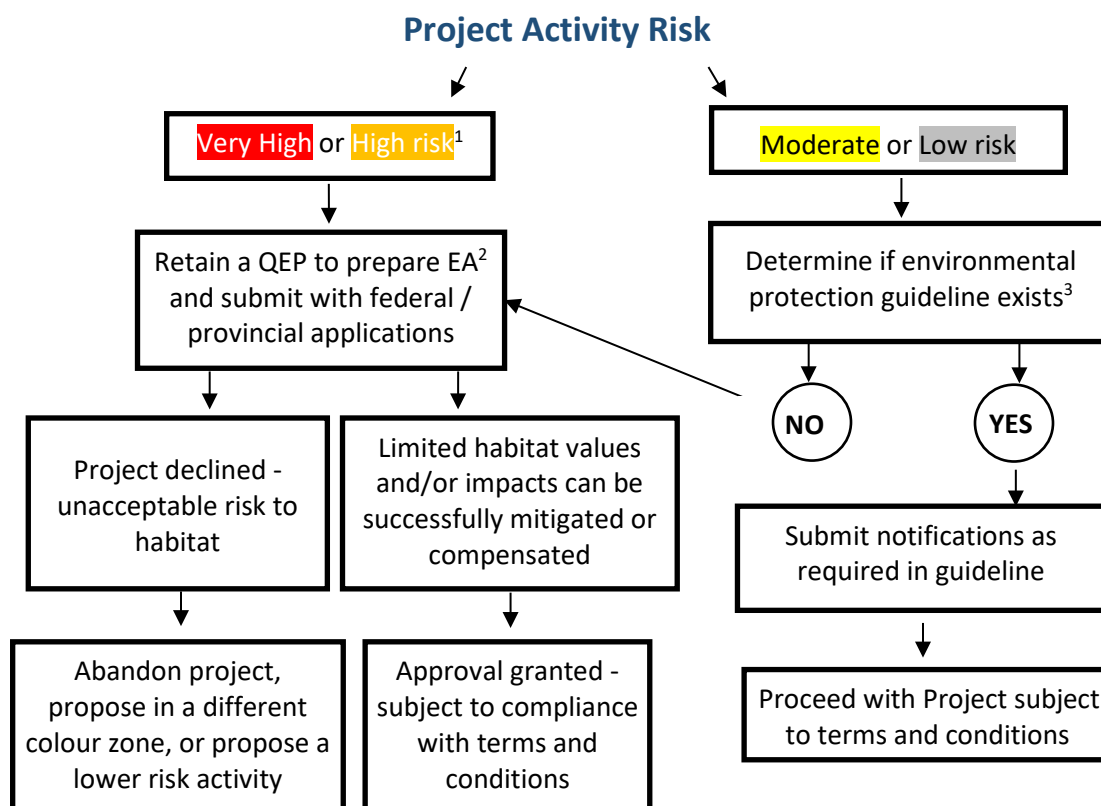 Project Activity Risk
Very High or High risk1
Moderate or Low risk
Retain a QEP to prepare EA2
and submit with federal /
provincial applications
Determine if environmental
protection guideline exists3
NO
YES
Project declined -
unacceptable risk to
habitat
Limited habitat values
and/or impacts can be
successfully mitigated or
compensated
Submit notifications as
required in guideline
Abandon project,
propose in a different
colour zone, or propose a
lower risk activity
Approval granted -
subject to compliance
with terms and
conditions
Proceed with Project subject
to terms and conditions